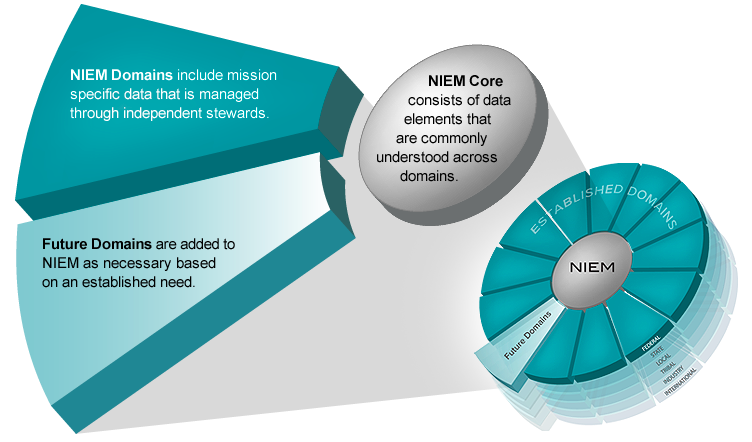 NIEM Domains include mission
specific data that is managed
through independent stewards.
NIEM Core
consists of data
elements that
are commonly
understood across
domains.
Future Domains are added to
NIEM as necessary based
on an established need.
ESTABLISHED DOMAINS
NIEM
Future Domains
FEDERAL
STATE
LOCAL
TRIBAL
INDUSTRY
INTERNATIONAL